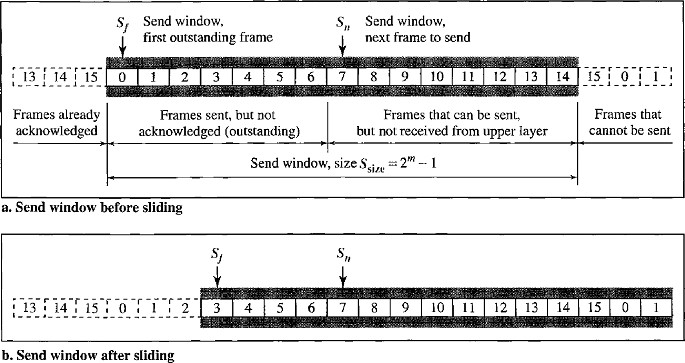 S_f Send window, first outstanding frame
S_n Send window, next frame to send
13 14 15 0 1 2 3 4 5 6 7 8 9 10 11 12 13 14 15 0 1
Frames already acknowledged
Frames sent, but not acknowledged (outstanding)
Frames that can be sent, but not received from upper layer
Frames that cannot be sent
Send window, size S_size = 2^m − 1
a. Send window before sliding
S_f S_n
13 14 15 0 1 2 3 4 5 6 7 8 9 10 11 12 13 14 15 0 1
b. Send window after sliding